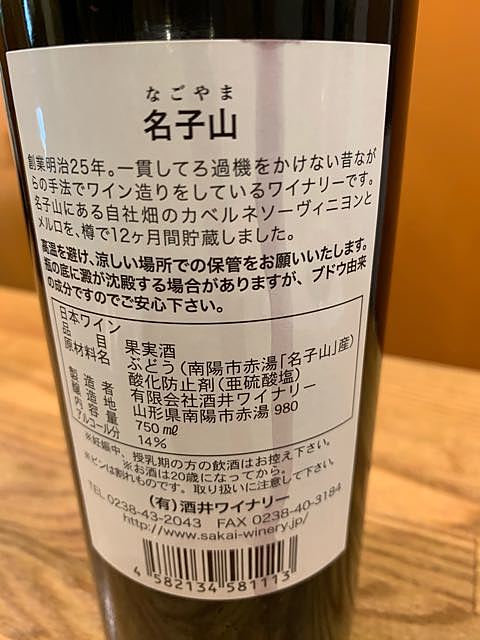 なごやま
名子山
創業明治25年。一貫してろ過機をかけない昔なが
らの手法でワイン造りをしているワイナリーです。
名子山にある自社畑のカベルネソーヴィニヨンと
メルロを、樽で12ヶ月間貯蔵しました。
高温を避け、涼しい場所での保管をお願いいたします。
瓶の底に澱が沈殿する場合がありますが、ブドウ由来
の成分ですのでご安心下さい。
日本ワイン
品目 果実酒
原材料名 ぶどう(南陽市赤湯「名子山」産)
酸化防止剤(亜硫酸塩)
製造者 有限会社酒井ワイナリー
醸造地 山形県南陽市赤湯 980
内容量 750㎖
アルコール分 14%
※妊娠中、授乳期の方の飲酒はお控え下さい。
※お酒は20歳になってから。
※ビンは割れものです。取り扱いに注意して下さい。
(有)酒井ワイナリー
TEL 0238-43-2043 FAX 0238-40-3184
http://www.sakai-winery.jp/
4 582134 581113